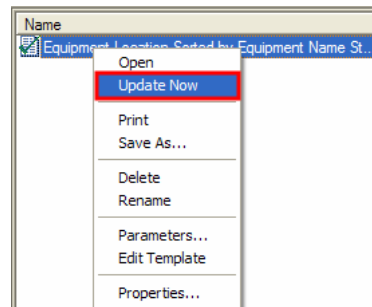 Name
Equipment Location Sorted by Equipment Name St...
Open
Update Now
Print
Save As...
Delete
Rename
Parameters...
Edit Template
Properties...